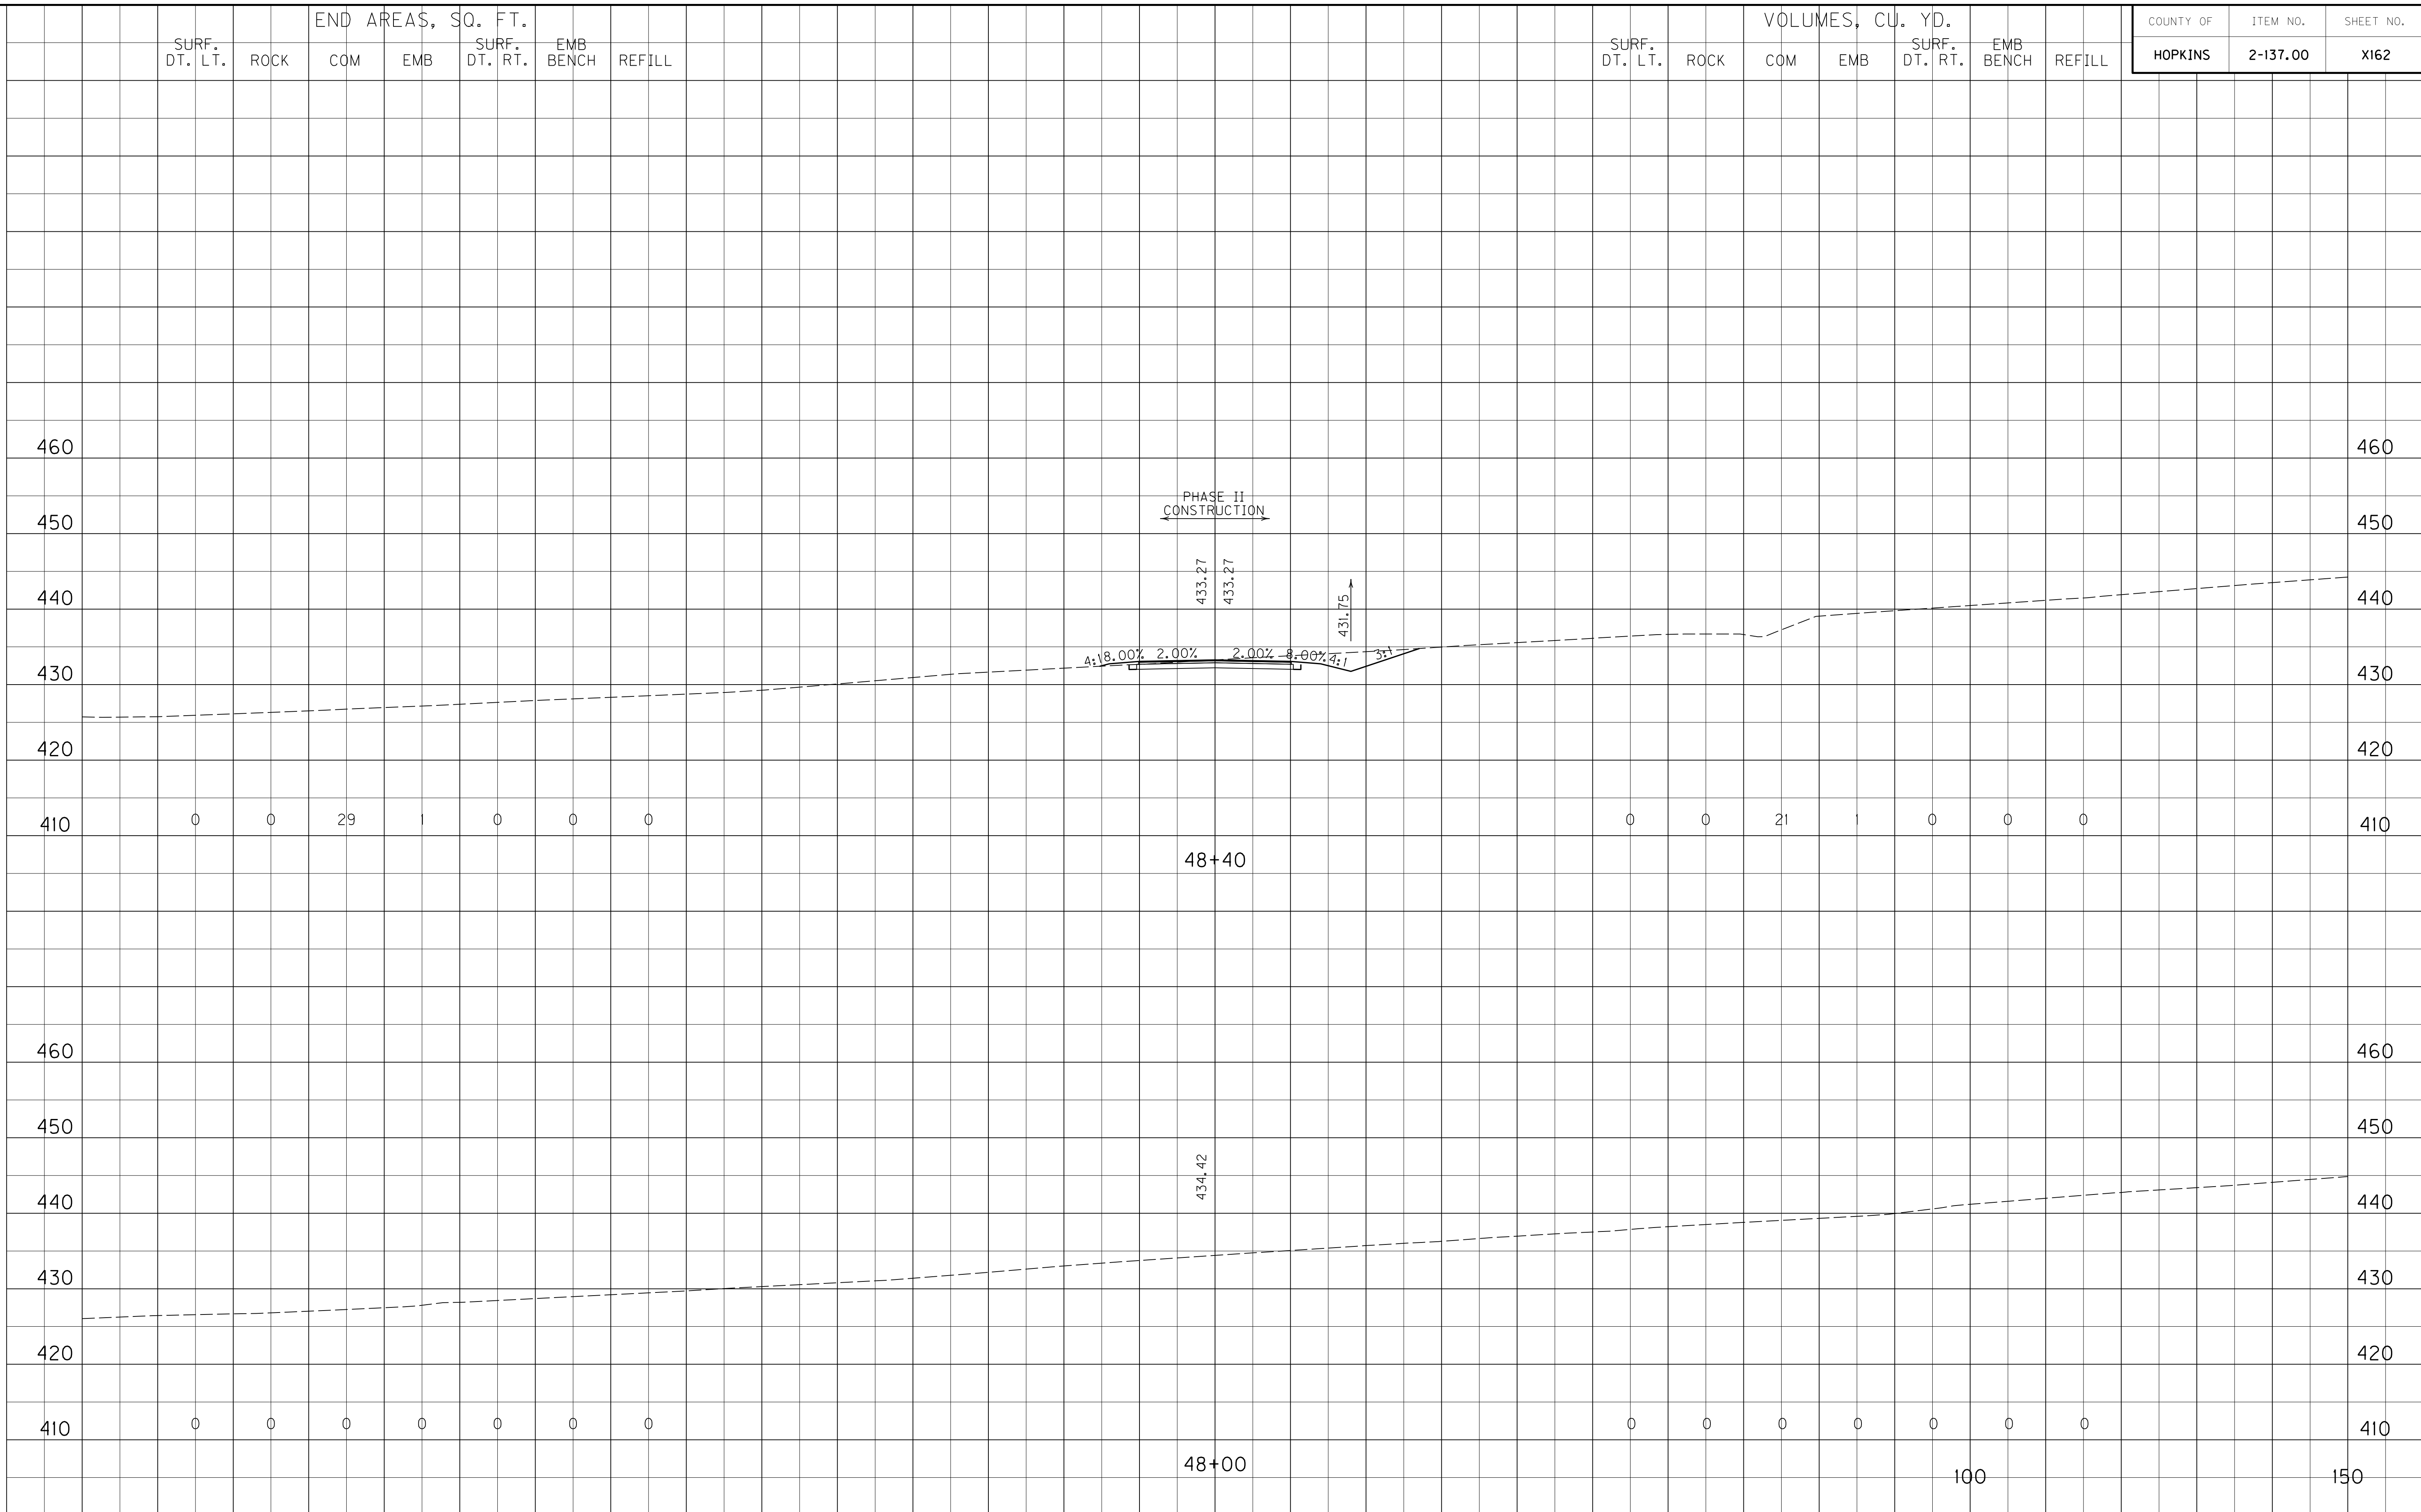 END AREAS, SQ. FT.
SURF. DT. LT. ROCK COM EMB SURF. DT. RT. EMB BENCH REFILL
VOLUMES, CU. YD.
SURF. DT. LT. ROCK COM EMB SURF. DT. RT. EMB BENCH REFILL
COUNTY OF ITEM NO. SHEET NO.
HOPKINS 2-137.00 X162
460 460
PHASE II
CONSTRUCTION
450 450
433.27 433.27
431.75
440 440
4:1 8.00% 2.00% 2.00% 8.00% 4:1 3:1
430 430
420 420
0 0 29 1 0 0 0 0 0 21 1 0 0 0
410 410
48+40
460 460
450 450
434.42
440 440
430 430
420 420
0 0 0 0 0 0 0 0 0 0 0 0 0 0
410 410
48+00
100 150